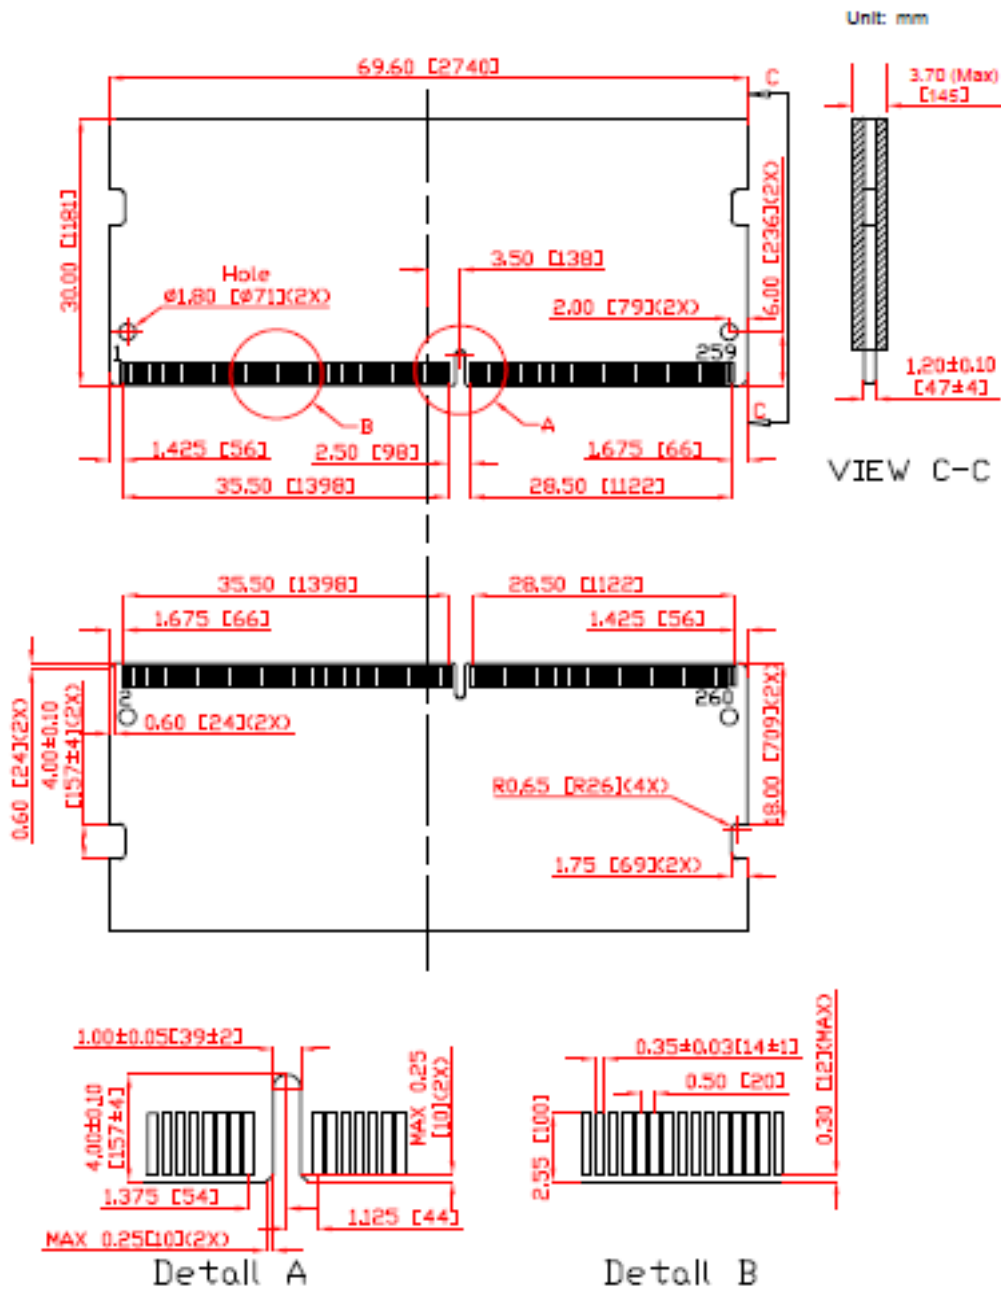 Unit: mm
69.60 [2740]
C
3.70 (Max)
[145]
30.00 [1181]
6.00 [236](2X)
3.50 [138]
Hole
ø1.80 [ø71](2X)
2.00 [79](2X)
1
259
1.20±0.10
[47±4]
B
A
C
1.425 [56]
2.50 [98]
1.675 [66]
35.50 [1398]
28.50 [1122]
VIEW C-C
35.50 [1398]
28.50 [1122]
1.675 [66]
1.425 [56]
2
260
0.60 [24](2X)
4.00±0.10
[157±4](2X)
0.60 [24](2X)
18.00 [709](2X)
R0.65 [R26](4X)
1.75 [69](2X)
1.00±0.05[39±2]
4.00±0.10
[157±4]
MAX 0.25
[10](2X)
1.375 [54]
1.125 [44]
MAX 0.25[10](2X)
Detail A
0.35±0.03[14±1]
0.50 [20]
0.30 [12](MAX)
2.55 [100]
Detail B